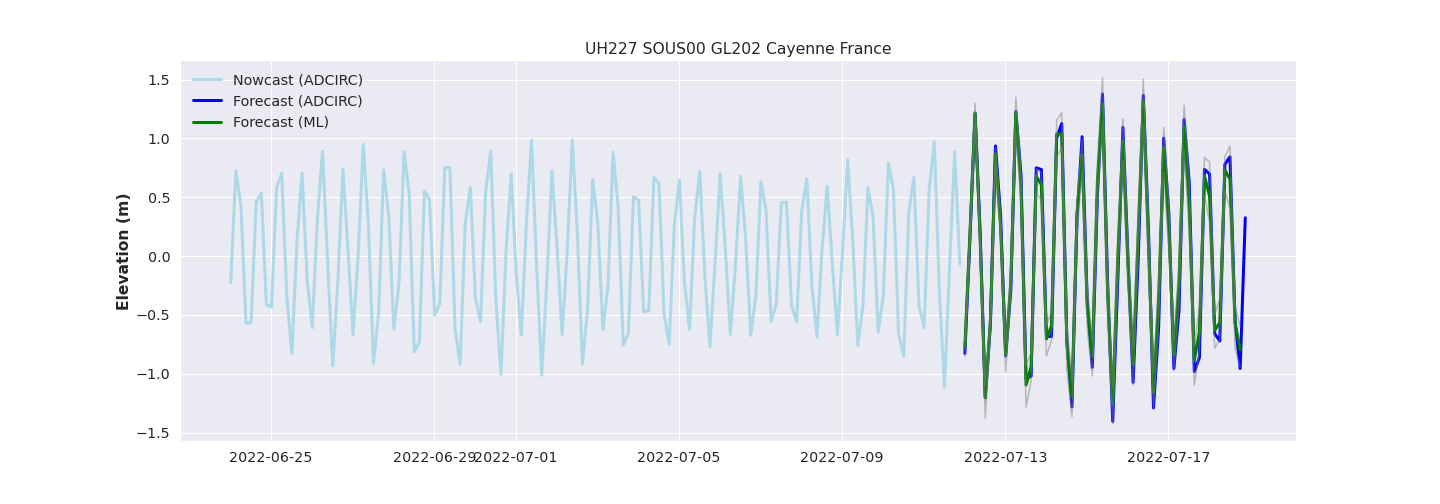 UH227 SOUS00 GL202 Cayenne France
Nowcast (ADCIRC)
Forecast (ADCIRC)
Forecast (ML)
Elevation (m)
1.5
1.0
0.5
0.0
−0.5
−1.0
−1.5
2022-06-25
2022-06-29
2022-07-01
2022-07-05
2022-07-09
2022-07-13
2022-07-17